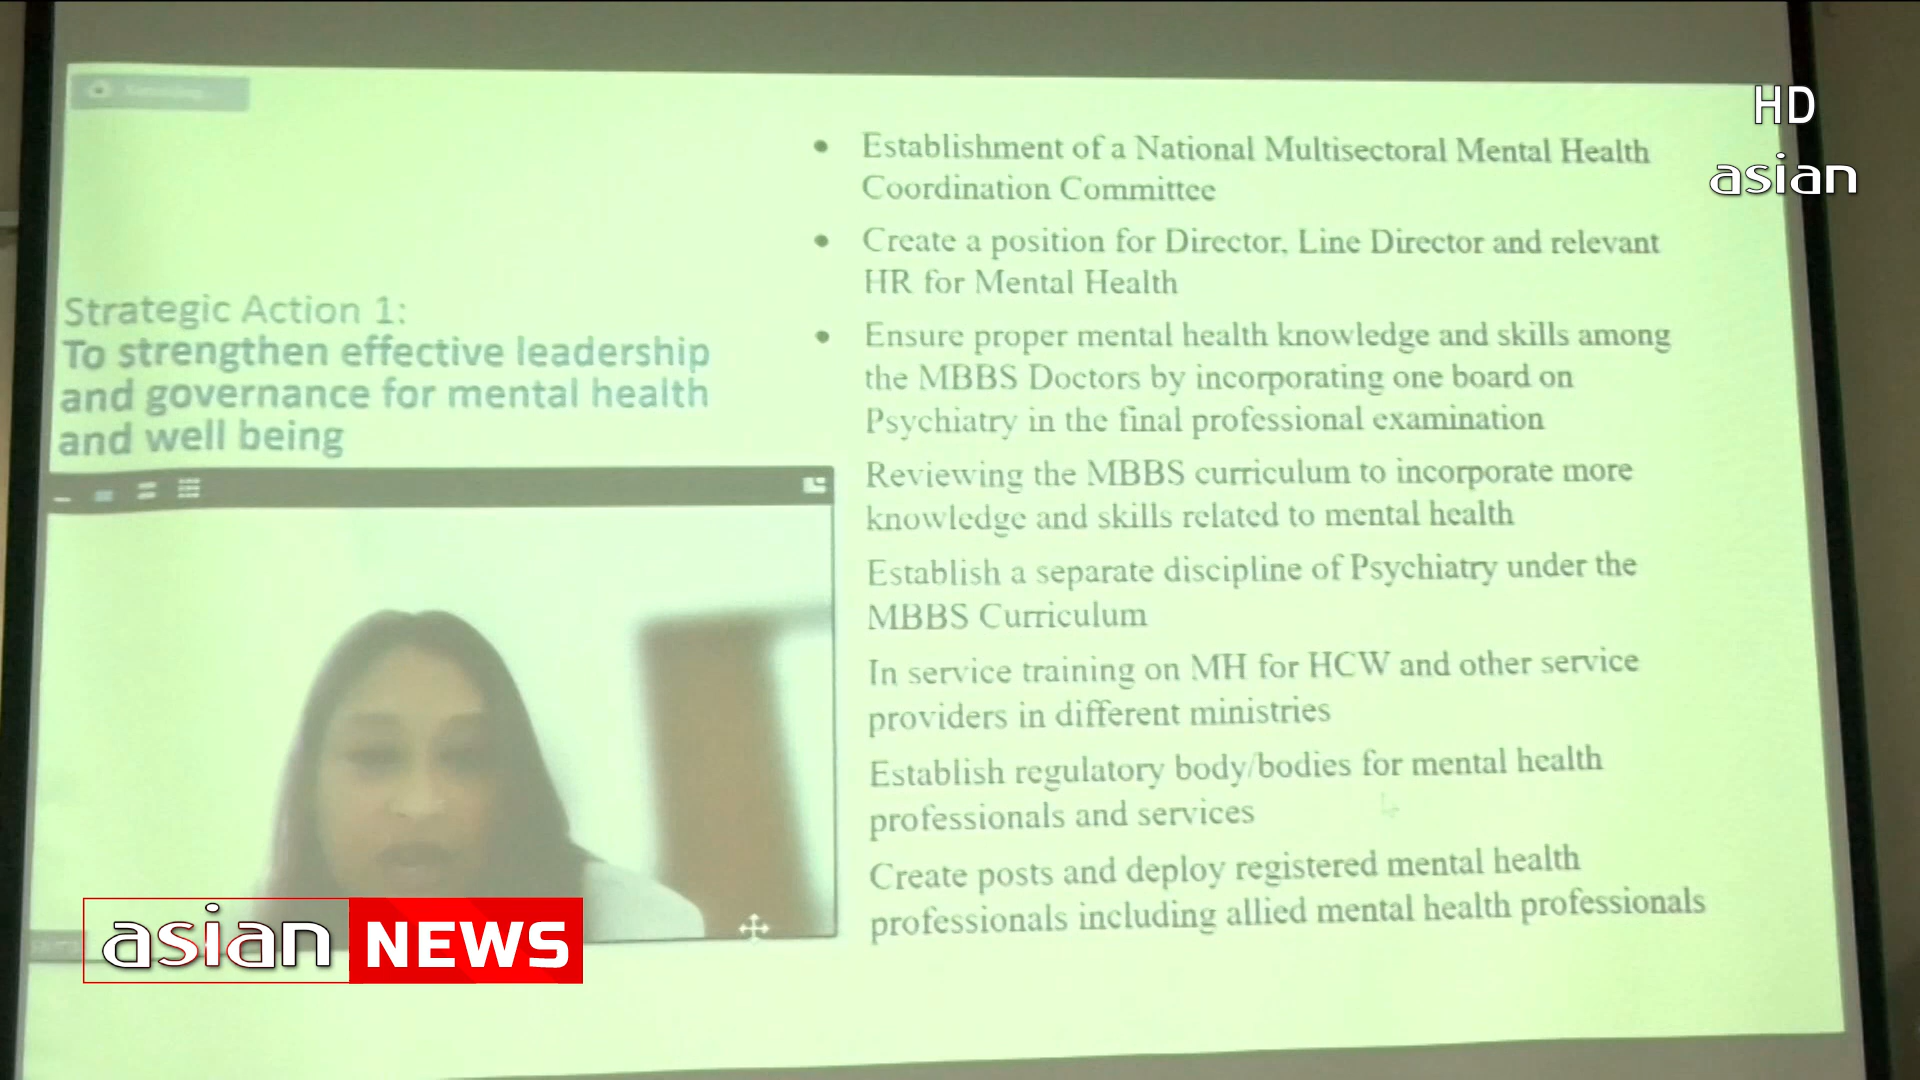 HD
asian
Strategic Action 1:
To strengthen effective leadership
and governance for mental health
and well being
• Establishment of a National Multisectoral Mental Health
Coordination Committee
• Create a position for Director, Line Director and relevant
HR for Mental Health
• Ensure proper mental health knowledge and skills among
the MBBS Doctors by incorporating one board on
Psychiatry in the final professional examination
Reviewing the MBBS curriculum to incorporate more
knowledge and skills related to mental health
Establish a separate discipline of Psychiatry under the
MBBS Curriculum
In service training on MH for HCW and other service
providers in different ministries
Establish regulatory body/bodies for mental health
professionals and services
Create posts and deploy registered mental health
professionals including allied mental health professionals
asian NEWS